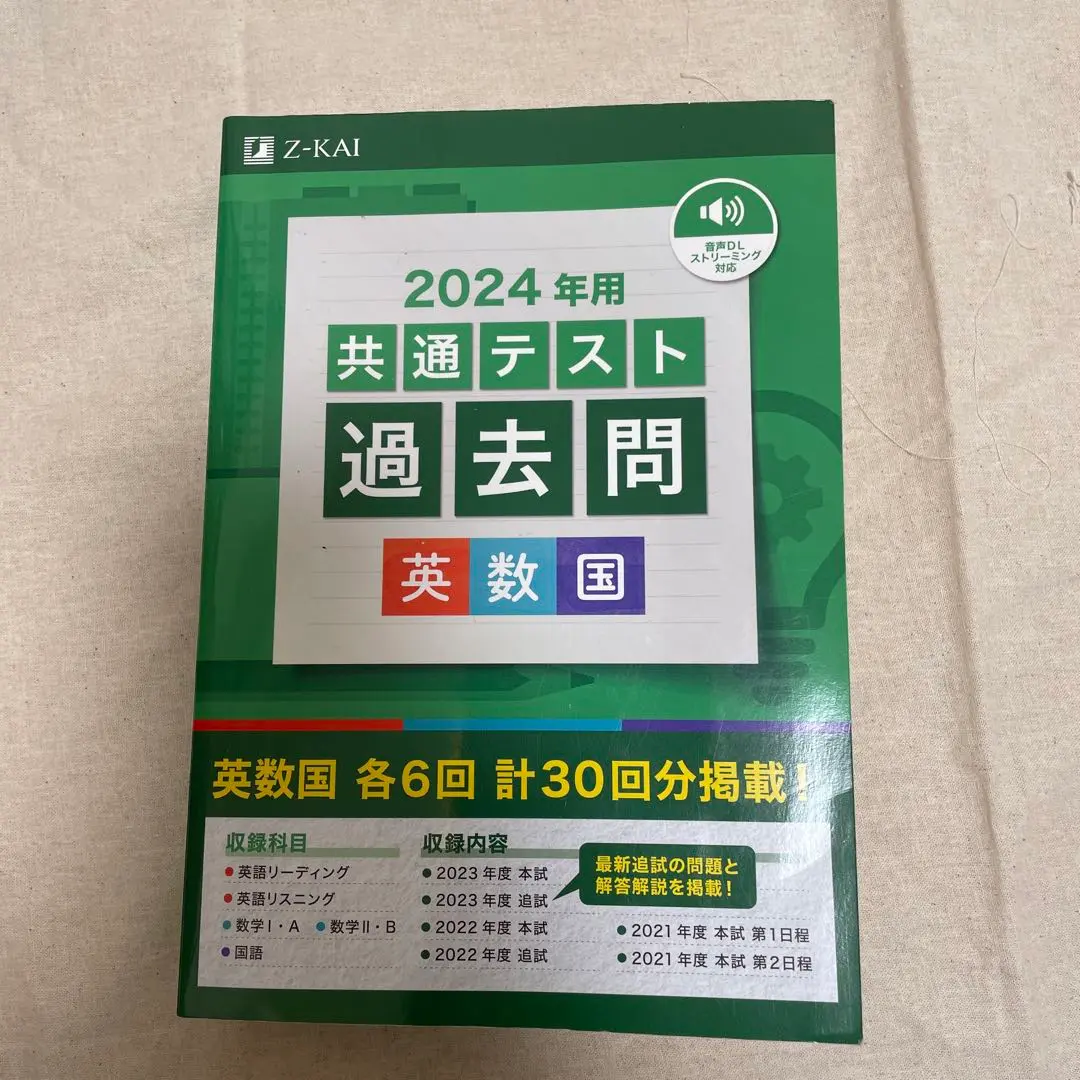 Z-KAI
音声DL
ストリーミング
対応
2024年用
共通テスト
過去問
英数国
英数国 各6回 計30回分掲載!
収録科目
● 英語リーディング
● 英語リスニング
● 数学Ⅰ・A ● 数学Ⅱ・B
● 国語
収録内容
● 2023年度 本試
● 2023年度 追試
● 2022年度 本試
● 2022年度 追試
最新追試の問題と
解答解説を掲載!
● 2021年度 本試 第1日程
● 2021年度 本試 第2日程